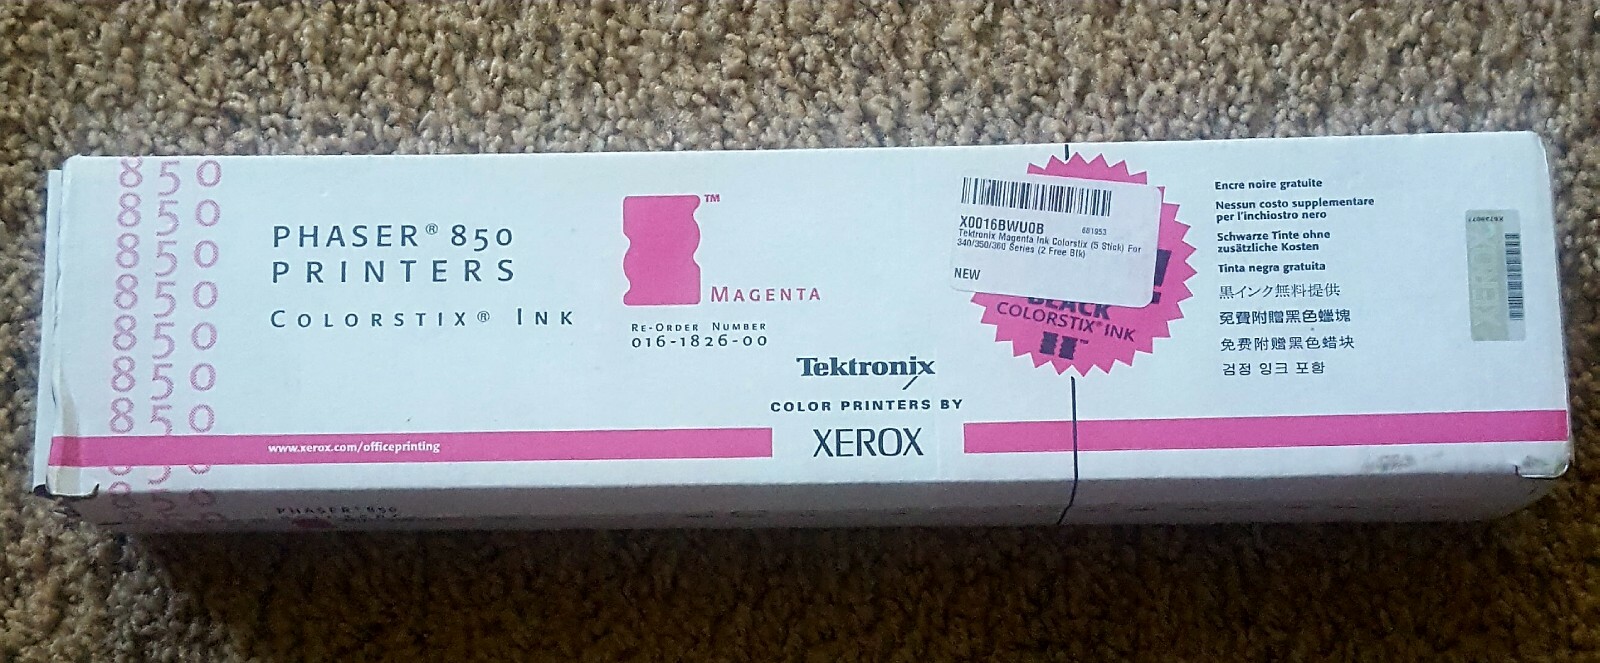 850
850
850
850
850
850
850
PHASER® 850
PRINTERS
COLORSTIX® INK
™
MAGENTA
RE-ORDER NUMBER
016-1826-00
Tektronix
COLOR PRINTERS BY
XEROX
www.xerox.com/officeprinting
X0016BWU0B
681953
Tektronix Magenta Ink Colorstix (5 Stick) For
340/350/360 Series (2 Free Blk)
NEW
BLACK
COLORSTIX® INK
Encre noire gratuite
Nessun costo supplementare
per l'inchiostro nero
Schwarze Tinte ohne
zusätzliche Kosten
Tinta negra gratuita
黒インク無料提供
免費附贈黑色蠟塊
免费附赠黑色蜡块
검정 잉크 포함
PHASER® 850